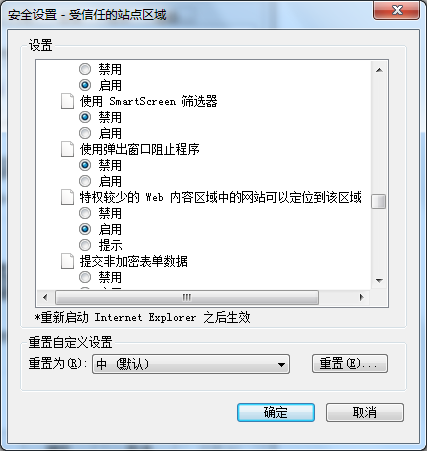 安全设置 - 受信任的站点区域
设置
禁用
启用
使用 SmartScreen 筛选器
禁用
启用
使用弹出窗口阻止程序
禁用
启用
特权较少的 Web 内容区域中的网站可以定位到该区域
禁用
启用
提示
提交非加密表单数据
禁用
*重新启动 Internet Explorer 之后生效
重置自定义设置
重置为(R): 中 (默认) 重置(E)...
确定 取消